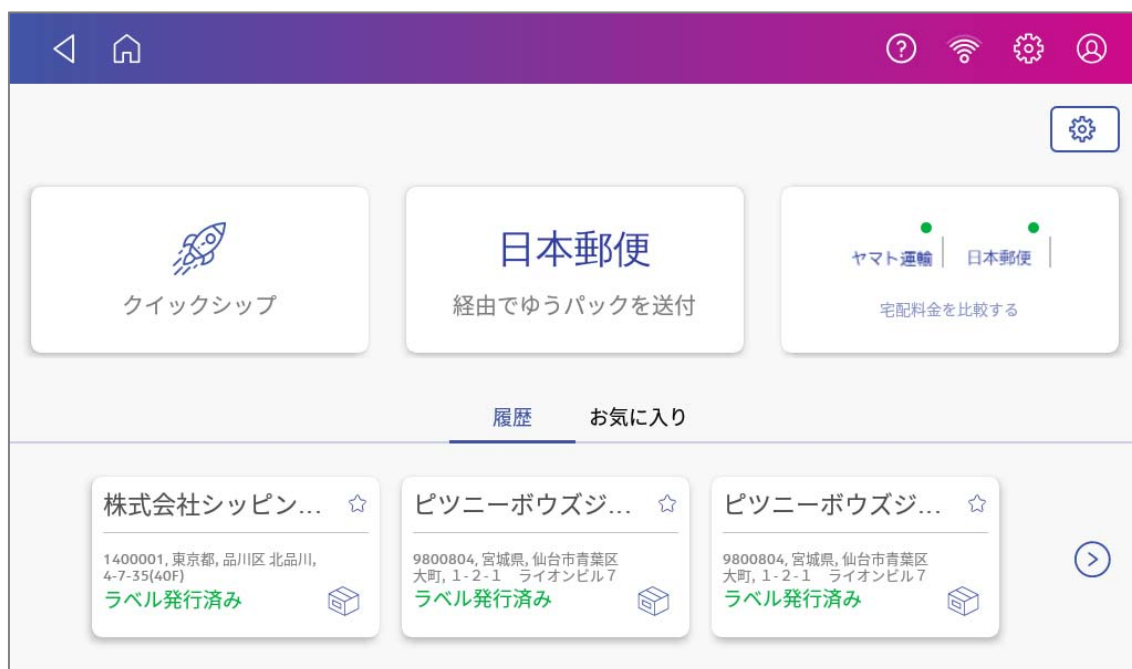 クイックシップ
日本郵便
経由でゆうパックを送付
ヤマト運輸 日本郵便
宅配料金を比較する
履歴 お気に入り
株式会社シッピン...
1400001, 東京都, 品川区 北品川,
4-7-35(40F)
ラベル発行済み
ピツニーボウズジ...
9800804, 宮城県, 仙台市青葉区
大町, 1-2-1 ライオンビル７
ラベル発行済み
ピツニーボウズジ...
9800804, 宮城県, 仙台市青葉区
大町, 1-2-1 ライオンビル７
ラベル発行済み